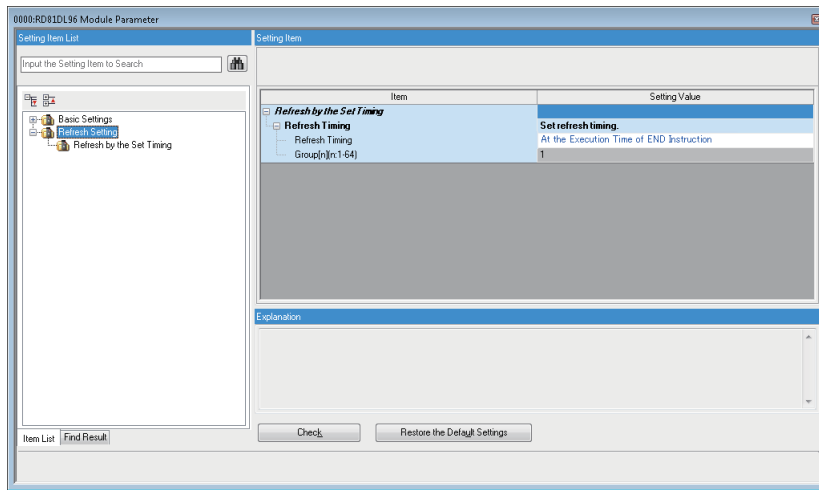 0000:RD81DL96 Module Parameter
Setting Item List
Input the Setting Item to Search
Basic Settings
Refresh Setting
Refresh by the Set Timing
Item List
Find Result
Setting Item
Item
Setting Value
Refresh by the Set Timing
Refresh Timing
Set refresh timing.
Refresh Timing
At the Execution Time of END Instruction
Group[n](n:1-64)
1
Explanation
Check
Restore the Default Settings